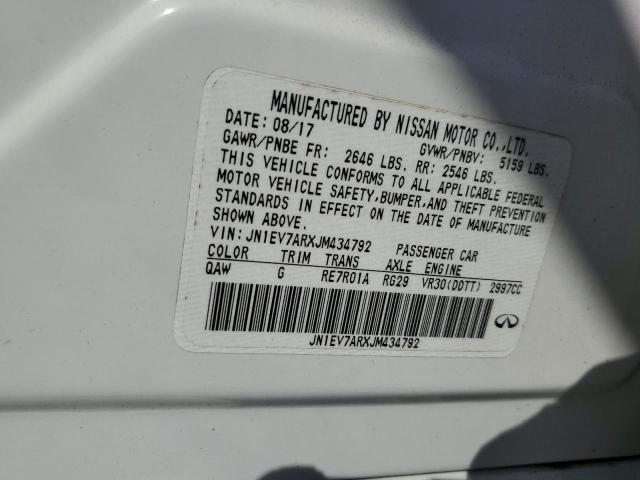 MANUFACTURED BY NISSAN MOTOR CO.,LTD.
DATE: 08/17 GVWR/PNBV: 5159 LBS.
GAWR/PNBE FR: 2646 LBS. RR: 2546 LBS.
THIS VEHICLE CONFORMS TO ALL APPLICABLE FEDERAL
MOTOR VEHICLE SAFETY,BUMPER,AND THEFT PREVENTION
STANDARDS IN EFFECT ON THE DATE OF MANUFACTURE
SHOWN ABOVE.
VIN: JN1EV7ARXJM434792 PASSENGER CAR
COLOR TRIM TRANS AXLE ENGINE
QAW G RE7R01A RG29 VR30(DDTT) 2997CC
JN1EV7ARXJM434792